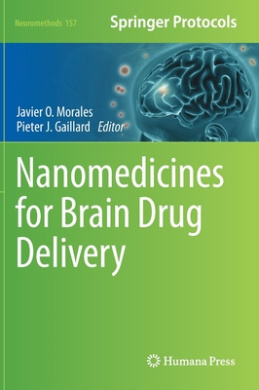 Neuromethods 157
Springer Protocols
Javier O. Morales
Pieter J. Gaillard Editor
Nanomedicines
for Brain Drug
Delivery
Humana Press